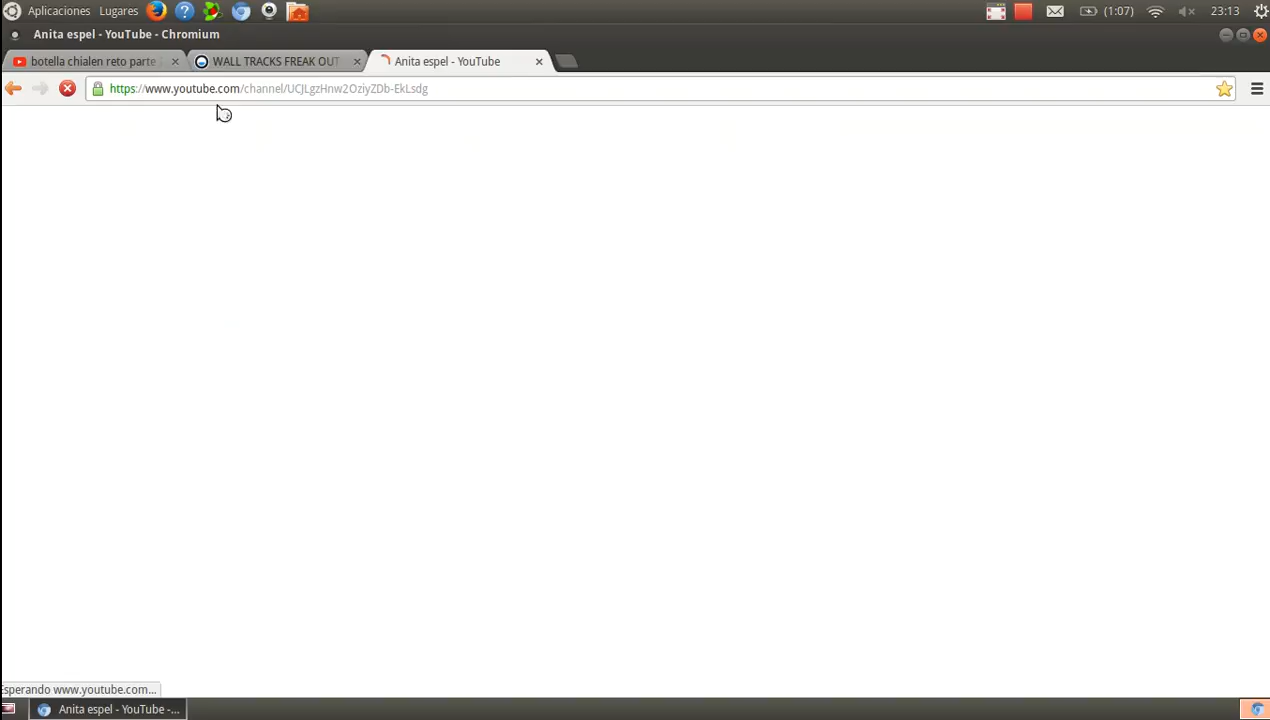 Aplicaciones Lugares (1:07) 23:13
Anita espel - YouTube - Chromium
botella chialen reto parte WALL TRACKS FREAK OUT Anita espel - YouTube
https://www.youtube.com/channel/UCJLgzHnw2OziyZDb-EkLsdg
Esperando www.youtube.com...
Anita espel - YouTube -...